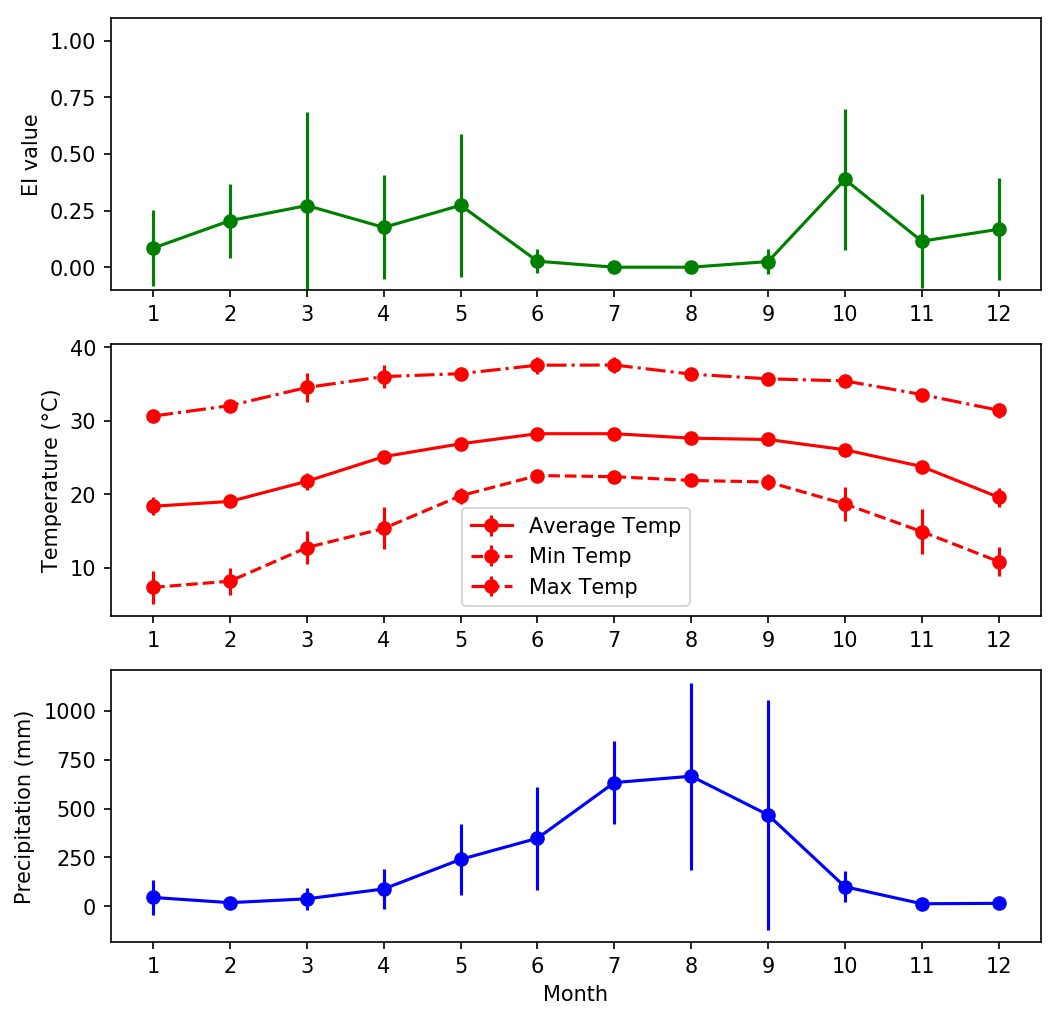 EI value
1.00
0.75
0.50
0.25
0.00
1 2 3 4 5 6 7 8 9 10 11 12
Temperature (°C)
40
30
20
10
Average Temp
Min Temp
Max Temp
1 2 3 4 5 6 7 8 9 10 11 12
Precipitation (mm)
1000
750
500
250
0
1 2 3 4 5 6 7 8 9 10 11 12
Month